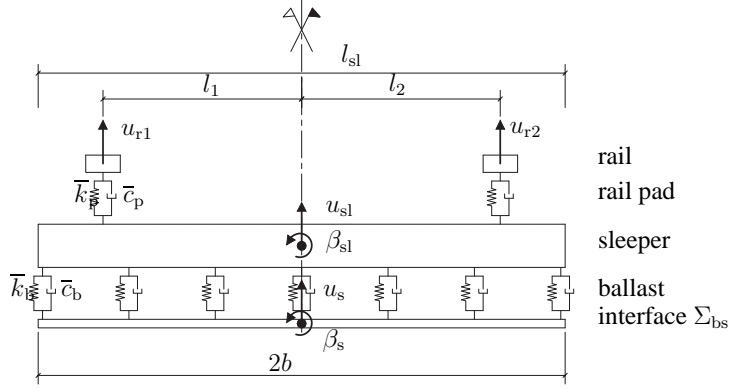 l_sl
l_1 l_2
u_r1 u_r2
rail
k̅_p c̅_p rail pad
u_sl
β_sl sleeper
k̅_b c̅_b u_s ballast
interface Σ_bs
β_s
2b